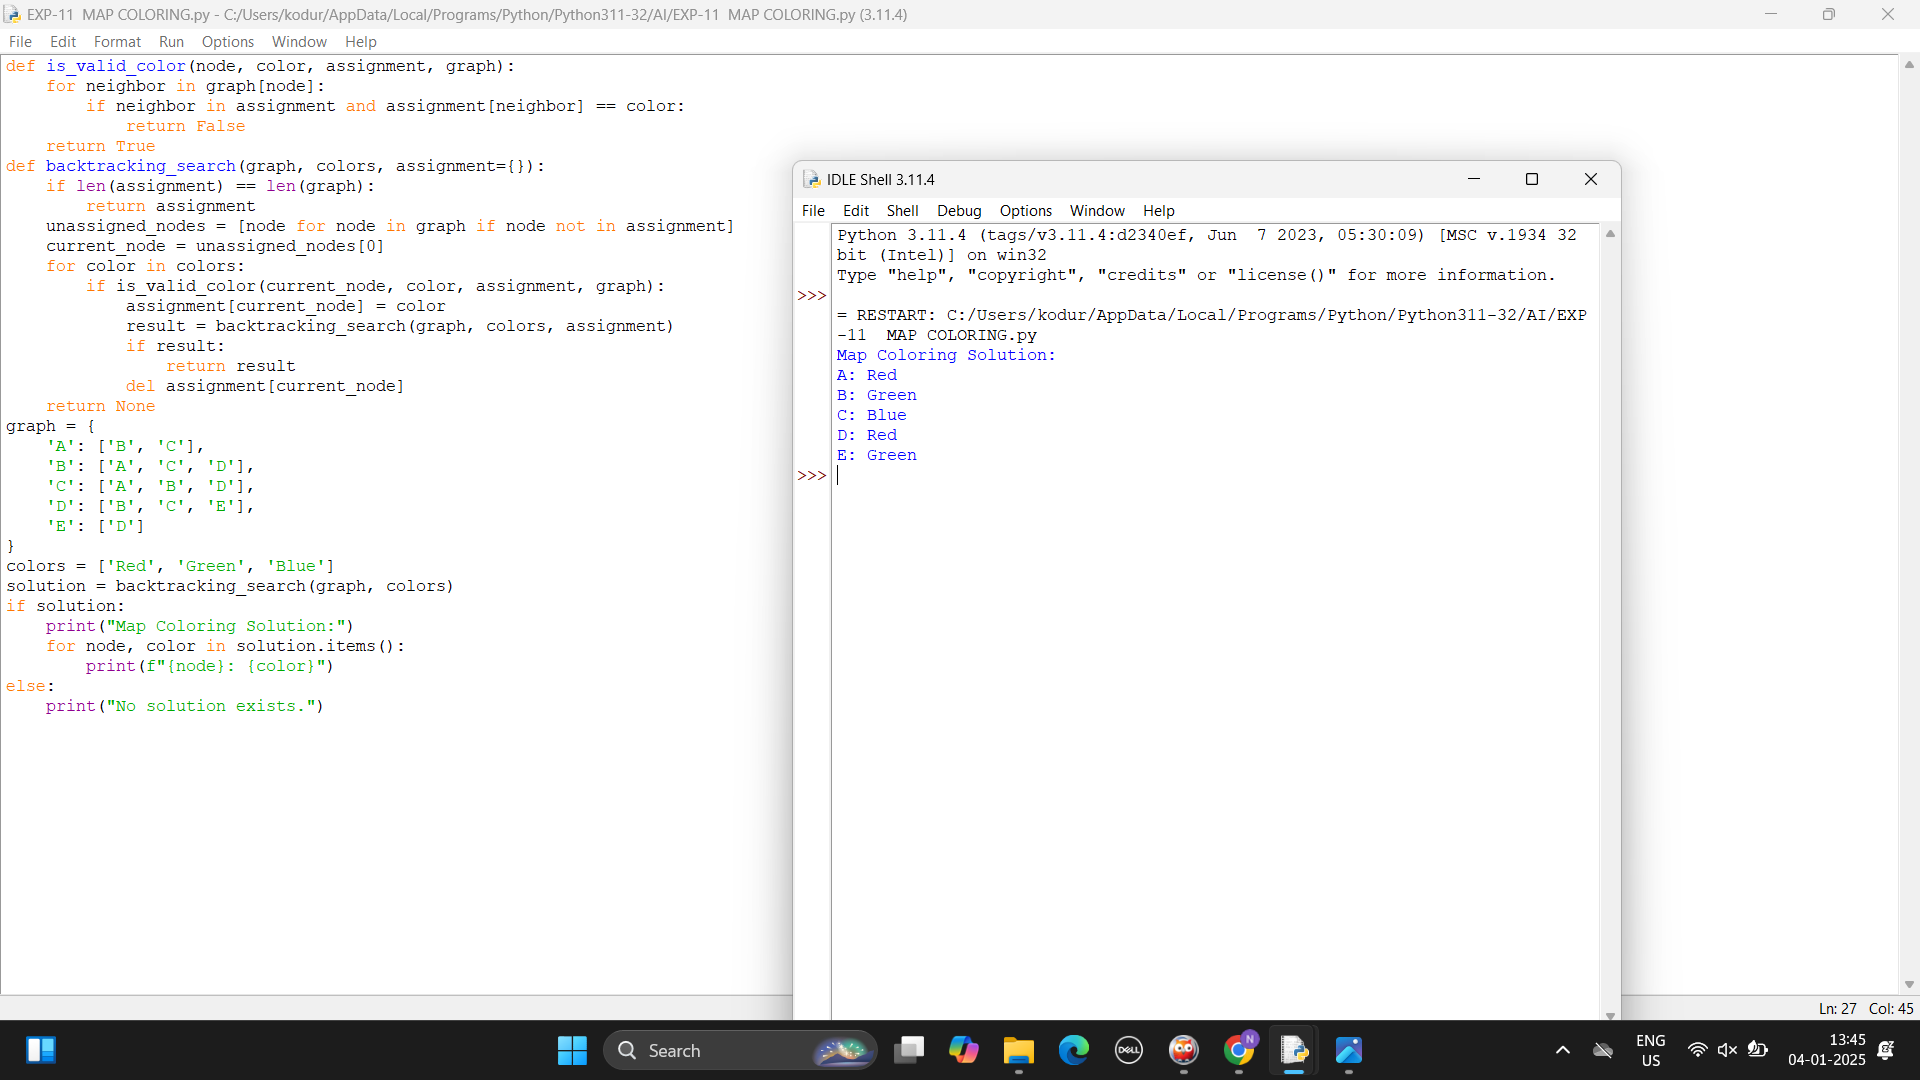 EXP-11  MAP COLORING.py - C:/Users/kodur/AppData/Local/Programs/Python/Python311-32/AI/EXP-11  MAP COLORING.py (3.11.4)
File Edit Format Run Options Window Help
def is_valid_color(node, color, assignment, graph):
    for neighbor in graph[node]:
        if neighbor in assignment and assignment[neighbor] == color:
            return False
    return True
def backtracking_search(graph, colors, assignment={}):
    if len(assignment) == len(graph):
        return assignment
    unassigned_nodes = [node for node in graph if node not in assignment]
    current_node = unassigned_nodes[0]
    for color in colors:
        if is_valid_color(current_node, color, assignment, graph):
            assignment[current_node] = color
            result = backtracking_search(graph, colors, assignment)
            if result:
                return result
            del assignment[current_node]
    return None
graph = {
    'A': ['B', 'C'],
    'B': ['A', 'C', 'D'],
    'C': ['A', 'B', 'D'],
    'D': ['B', 'C', 'E'],
    'E': ['D']
}
colors = ['Red', 'Green', 'Blue']
solution = backtracking_search(graph, colors)
if solution:
    print("Map Coloring Solution:")
    for node, color in solution.items():
        print(f"{node}: {color}")
else:
    print("No solution exists.")
IDLE Shell 3.11.4
File Edit Shell Debug Options Window Help
Python 3.11.4 (tags/v3.11.4:d2340ef, Jun  7 2023, 05:30:09) [MSC v.1934 32
bit (Intel)] on win32
Type "help", "copyright", "credits" or "license()" for more information.
>>>
= RESTART: C:/Users/kodur/AppData/Local/Programs/Python/Python311-32/AI/EXP
-11  MAP COLORING.py
Map Coloring Solution:
A: Red
B: Green
C: Blue
D: Red
E: Green
>>>
Ln: 27 Col: 45
Search
DELL
N
ENG
US
13:45
04-01-2025